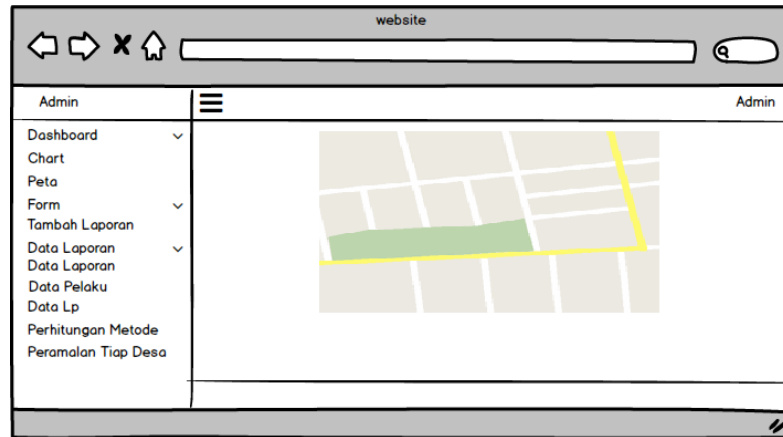 website
Admin
Admin
Dashboard
Chart
Peta
Form
Tambah Laporan
Data Laporan
Data Laporan
Data Pelaku
Data Lp
Perhitungan Metode
Peramalan Tiap Desa